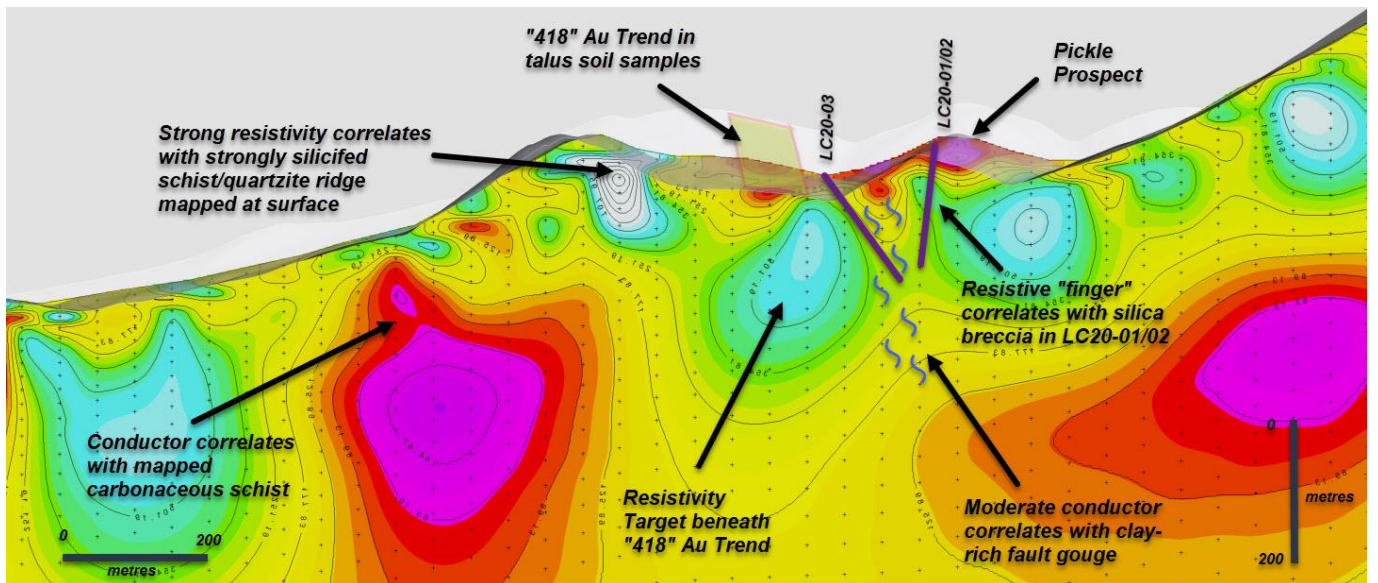 "418" Au Trend in
talus soil samples
LC20-03
LC20-01/02
Pickle
Prospect
Strong resistivity correlates
with strongly silicifed
schist/quartzite ridge
mapped at surface
Resistive "finger"
correlates with silica
breccia in LC20-01/02
Conductor correlates
with mapped
carbonaceous schist
Resistivity
Target beneath
"418" Au Trend
Moderate conductor
correlates with clay-
rich fault gouge
0
200
metres
0
metres
200